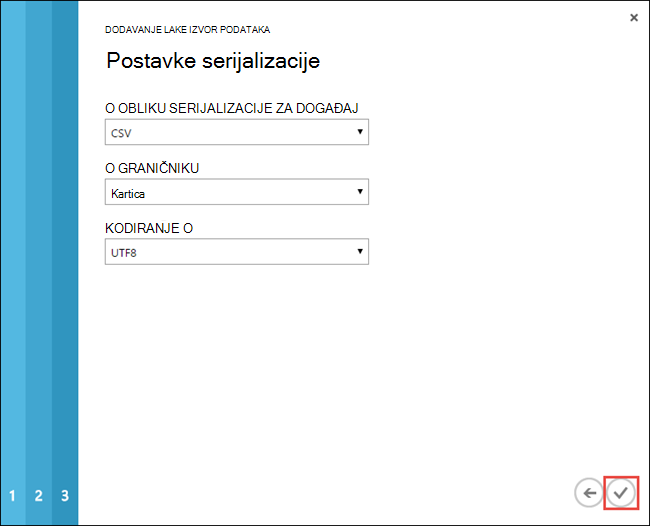 DODAVANJE LAKE IZVOR PODATAKA
Postavke serijalizacije
O OBLIKU SERIJALIZACIJE ZA DOGAĐAJ
CSV
O GRANIČNIKU
Kartica
KODIRANJE O
UTF8
1 2 3